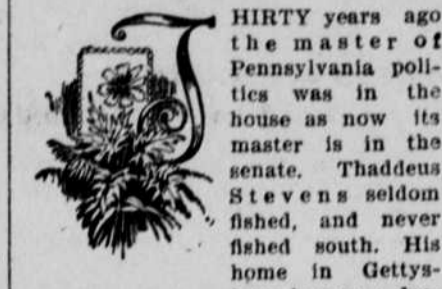 THIRTY years ago
the master of
Pennsylvania poli-
tics was in the
house as now its
master is in the
senate. Thaddeus
Stevens seldom
fished, and never
fished south. His
home in Gettys-